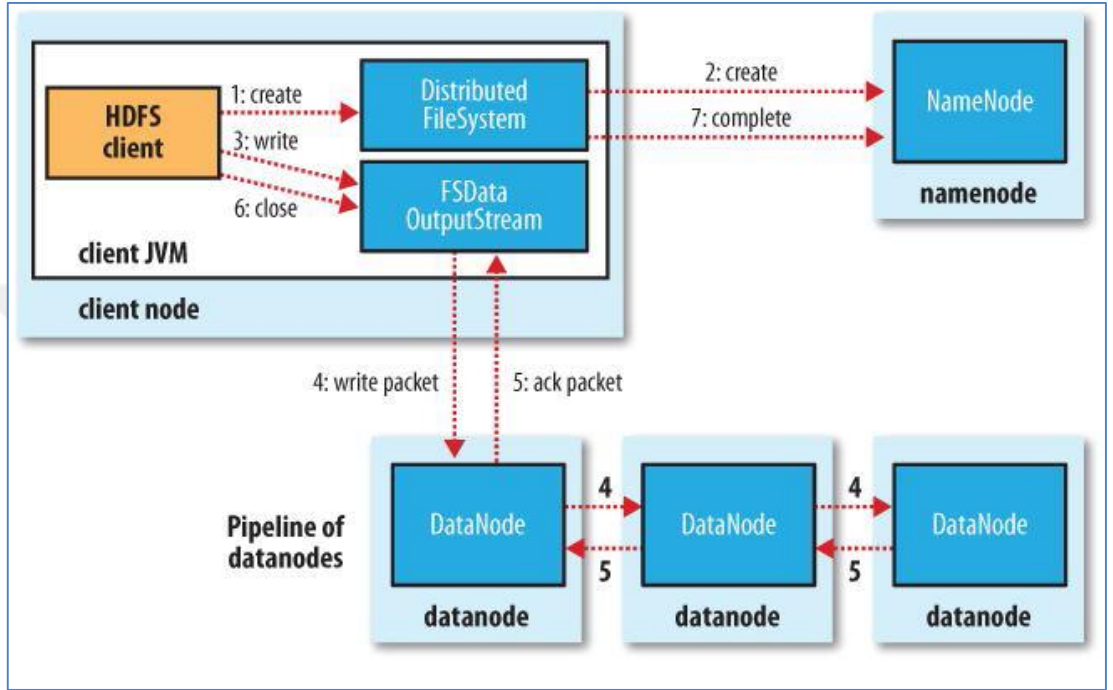 HDFS
client
1: create
3: write
6: close
Distributed
FileSystem
FSData
OutputStream
client JVM
client node
2: create
7: complete
NameNode
namenode
4: write packet
5: ack packet
Pipeline of
datanodes
DataNode
4
5
DataNode
4
5
DataNode
datanode
datanode
datanode